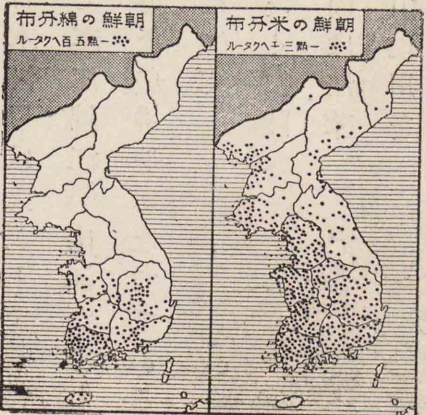 朝鮮の米分布
一點三千ヘクタール
朝鮮の綿分布
一點五百ヘクタール